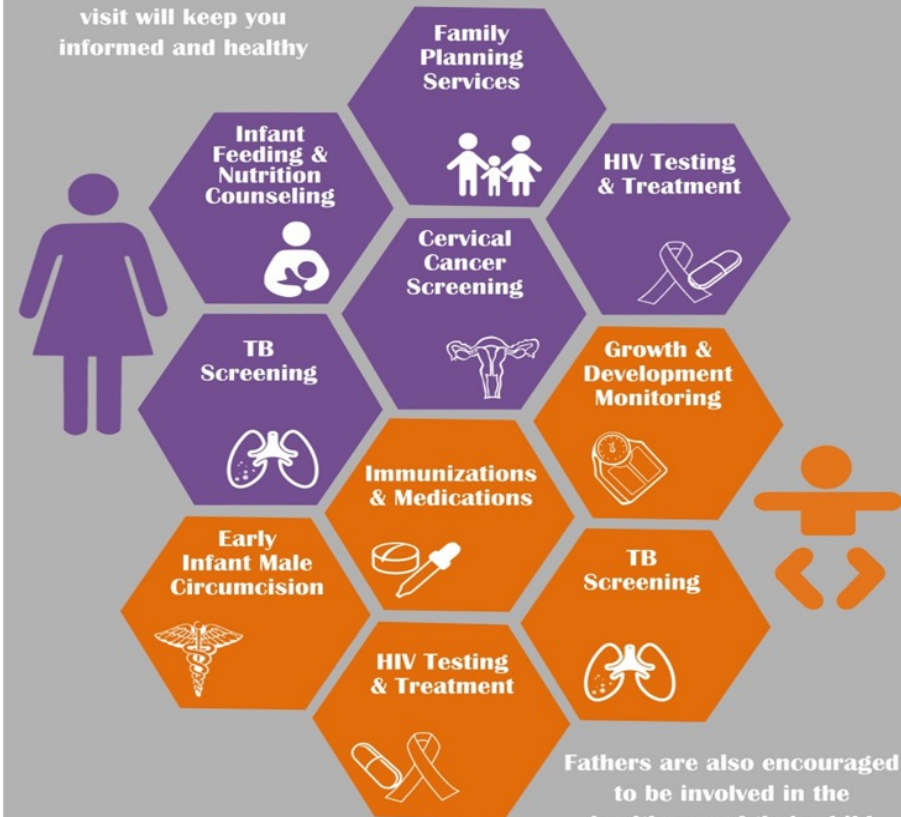 visit will keep you
informed and healthy
Family
Planning
Services
Infant
Feeding &
Nutrition
Counseling
HIV Testing
& Treatment
Cervical
Cancer
Screening
TB
Screening
Growth &
Development
Monitoring
Immunizations
& Medications
Early
Infant Male
Circumcision
TB
Screening
HIV Testing
& Treatment
Fathers are also encouraged
to be involved in the